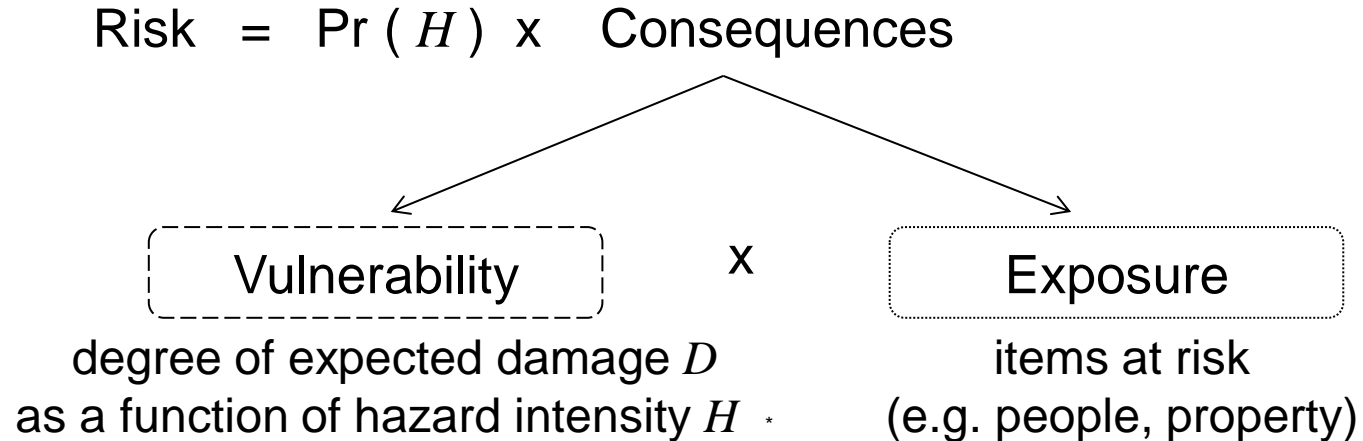 Risk = Pr ( H ) x Consequences
Vulnerability x Exposure
degree of expected damage D
as a function of hazard intensity H *
items at risk
(e.g. people, property)